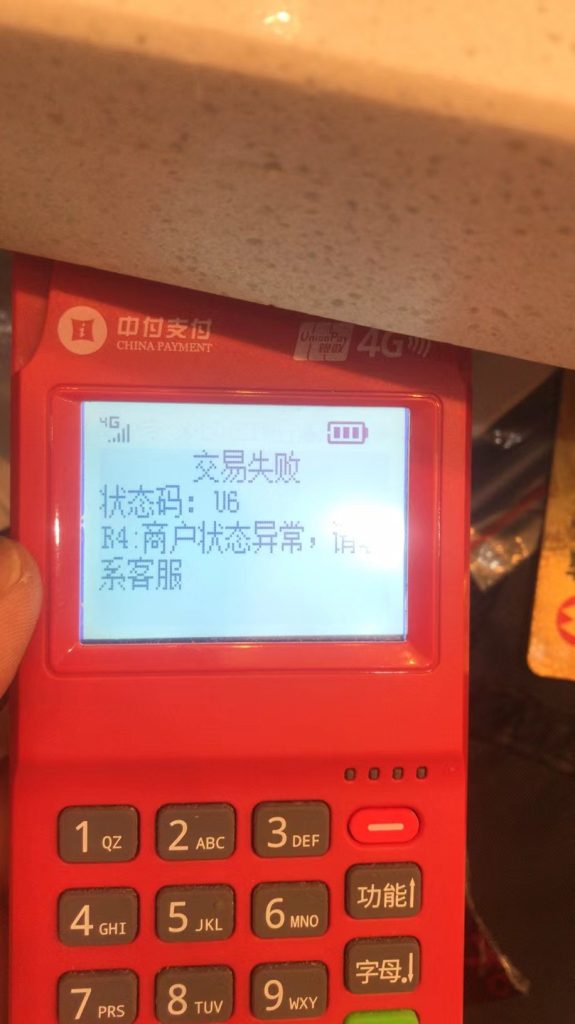 中付支付
CHINA PAYMENT
UnionPay
银联
4G
4G
交易失败
状态码：U6
R4:商户状态异常，请
系客服
1 QZ
2 ABC
3 DEF
4 GHI
5 JKL
6 MNO
功能
7 PRS
8 TUV
9 WXY
字母